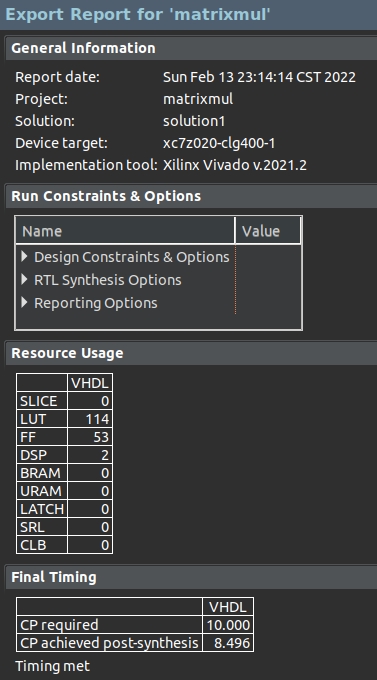 Export Report for 'matrixmul'
General Information
Report date: Sun Feb 13 23:14:14 CST 2022
Project: matrixmul
Solution: solution1
Device target: xc7z020-clg400-1
Implementation tool: Xilinx Vivado v.2021.2
Run Constraints & Options
Name Value
Design Constraints & Options
RTL Synthesis Options
Reporting Options
Resource Usage
VHDL
SLICE 0
LUT 114
FF 53
DSP 2
BRAM 0
URAM 0
LATCH 0
SRL 0
CLB 0
Final Timing
VHDL
CP required 10.000
CP achieved post-synthesis 8.496
Timing met